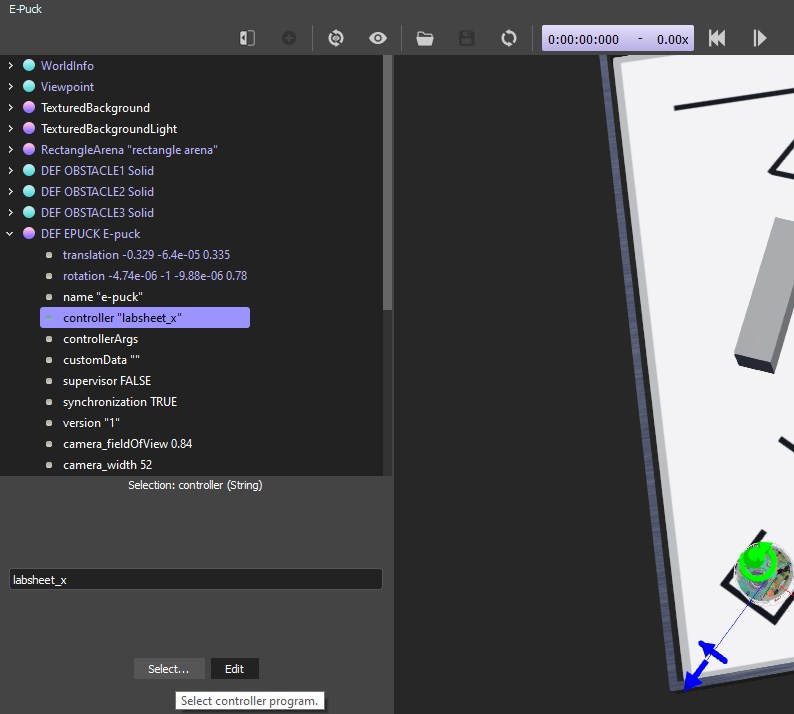 E-Puck
0:00:00:000 - 0.00x
WorldInfo
Viewpoint
TexturedBackground
TexturedBackgroundLight
RectangleArena "rectangle arena"
DEF OBSTACLE1 Solid
DEF OBSTACLE2 Solid
DEF OBSTACLE3 Solid
DEF EPUCK E-puck
translation -0.329 -6.4e-05 0.335
rotation -4.74e-06 -1 -9.88e-06 0.78
name "e-puck"
controller "labsheet_x"
controllerArgs
customData ""
supervisor FALSE
synchronization TRUE
version "1"
camera_fieldOfView 0.84
camera_width 52
Selection: controller (String)
labsheet_x
Select... Edit
Select controller program.